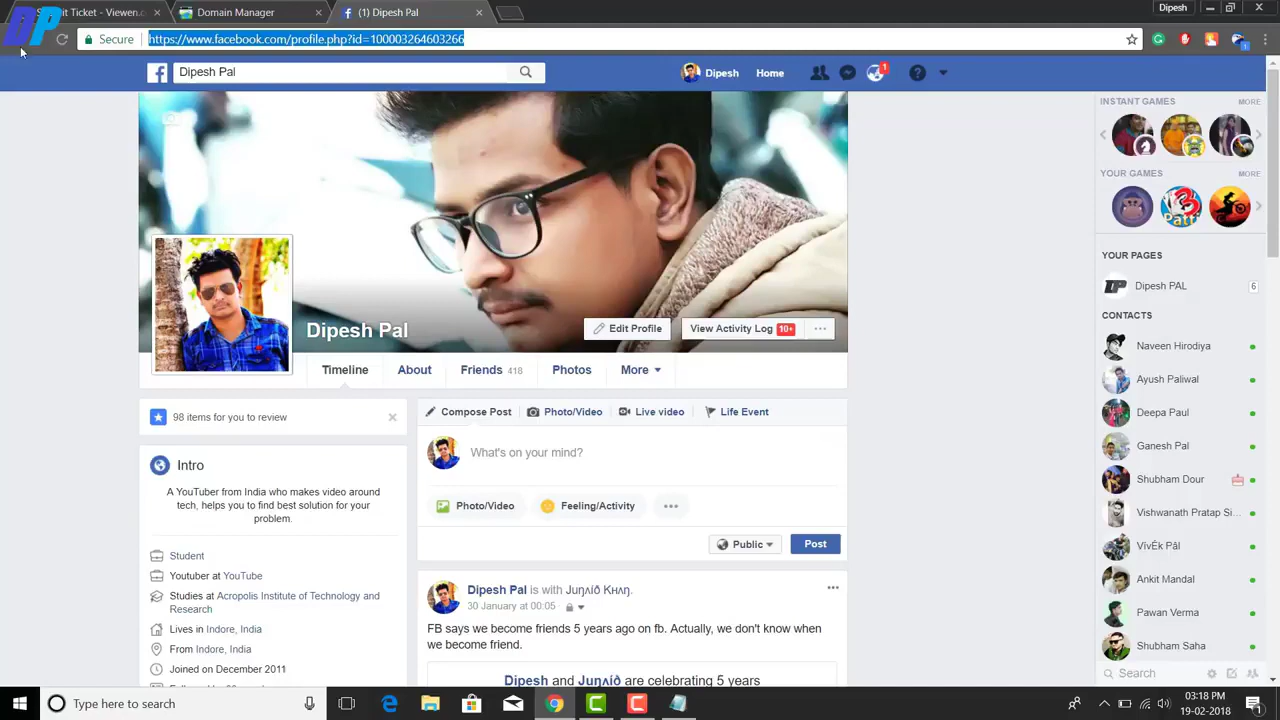 it Ticket - Viewen.c
Domain Manager
(1) Dipesh Pal
Dipesh
DP
Secure
https://www.facebook.com/profile.php?id=100003264603266
Dipesh Pal
Dipesh
Home
1
INSTANT GAMES MORE
YOUR GAMES MORE
Patti
YOUR PAGES
Dipesh PAL 6
CONTACTS
Naveen Hirodiya
Ayush Paliwal
Deepa Paul
Ganesh Pal
Shubham Dour
Vishwanath Pratap Si...
VïvÊk Pâl
Ankit Mandal
Pawan Verma
Shubham Saha
Search
Dipesh Pal
Edit Profile
View Activity Log 10+
Timeline
About
Friends 418
Photos
More
98 items for you to review
Intro
A YouTuber from India who makes video around
tech, helps you to find best solution for your
problem.
Student
Youtuber at YouTube
Studies at Acropolis Institute of Technology and
Research
Lives in Indore, India
From Indore, India
Joined on December 2011
Compose Post
Photo/Video
Live video
Life Event
What's on your mind?
Photo/Video
Feeling/Activity
Public
Post
Dipesh Pal is with Juηʌíð Kʜʌη.
30 January at 00:05
FB says we become friends 5 years ago on fb. Actually, we don't know when
we become friend.
Dipesh and Juηʌíð are celebrating 5 years
Type here to search
03:18 PM
19-02-2018